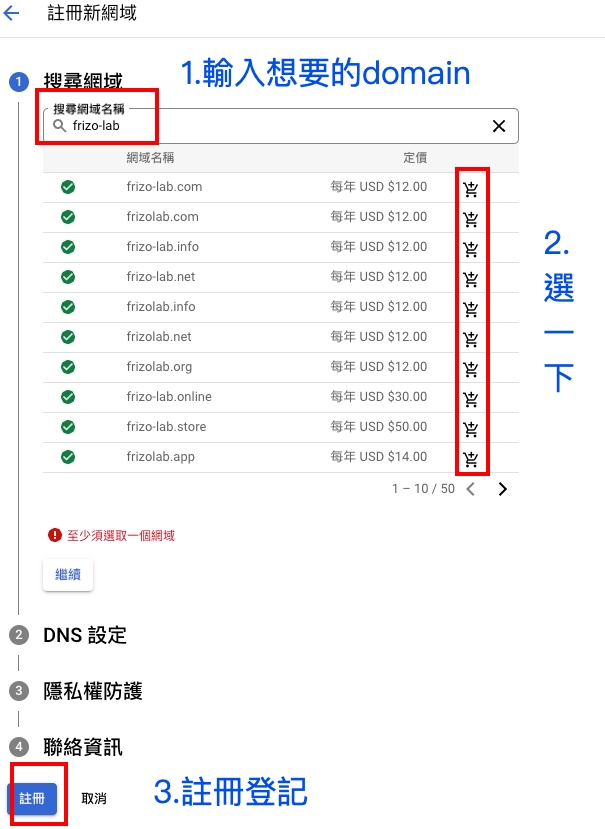 註冊新網域
1.輸入想要的domain
1 搜尋網域
搜尋網域名稱
frizo-lab
網域名稱 定價
frizo-lab.com 每年 USD $12.00
frizolab.com 每年 USD $12.00
frizo-lab.info 每年 USD $12.00
frizo-lab.net 每年 USD $12.00
frizolab.info 每年 USD $12.00
frizolab.net 每年 USD $12.00
frizolab.org 每年 USD $12.00
frizo-lab.online 每年 USD $30.00
frizo-lab.store 每年 USD $50.00
frizolab.app 每年 USD $14.00
2.
選
一
下
1 – 10 / 50
至少須選取一個網域
繼續
2 DNS 設定
3 隱私權防護
4 聯絡資訊
註冊 取消
3.註冊登記